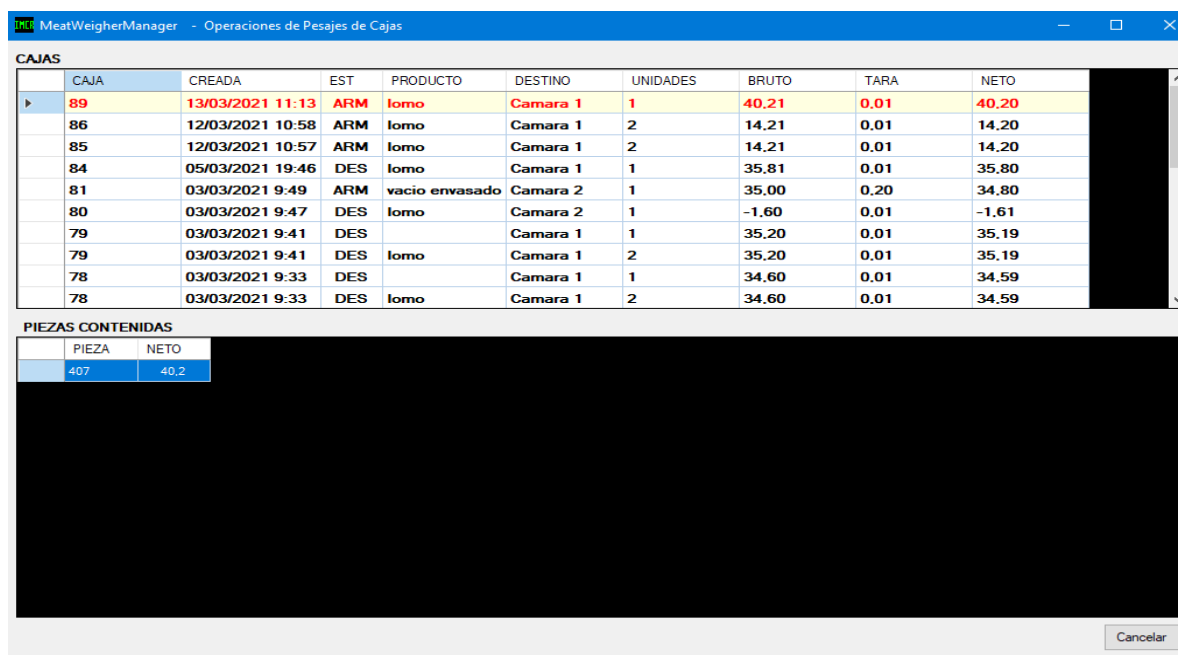 IMCR MeatWeigherManager - Operaciones de Pesajes de Cajas
CAJAS
CAJA CREADA EST PRODUCTO DESTINO UNIDADES BRUTO TARA NETO
89 13/03/2021 11:13 ARM lomo Camara 1 1 40,21 0,01 40,20
86 12/03/2021 10:58 ARM lomo Camara 1 2 14,21 0,01 14,20
85 12/03/2021 10:57 ARM lomo Camara 1 2 14,21 0,01 14,20
84 05/03/2021 19:46 DES lomo Camara 1 1 35,81 0,01 35,80
81 03/03/2021 9:49 ARM vacio envasado Camara 2 1 35,00 0,20 34,80
80 03/03/2021 9:47 DES lomo Camara 2 1 -1,60 0,01 -1,61
79 03/03/2021 9:41 DES Camara 1 1 35,20 0,01 35,19
79 03/03/2021 9:41 DES lomo Camara 1 2 35,20 0,01 35,19
78 03/03/2021 9:33 DES Camara 1 1 34,60 0,01 34,59
78 03/03/2021 9:33 DES lomo Camara 1 2 34,60 0,01 34,59
PIEZAS CONTENIDAS
PIEZA NETO
407 40,2
Cancelar